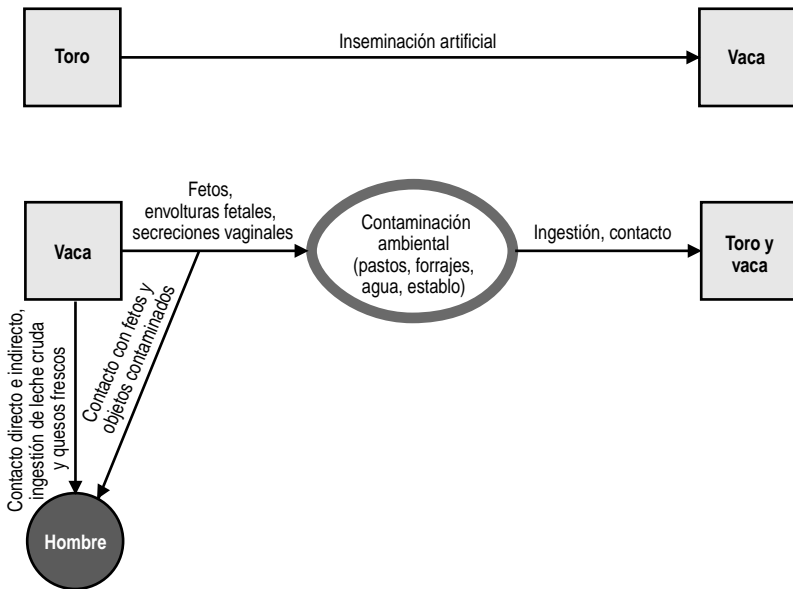 Toro
Inseminación artificial
Vaca
Fetos,
envolturas fetales,
secreciones vaginales
Vaca
Contaminación
ambiental
(pastos, forrajes,
agua, establo)
Ingestión, contacto
Toro y
vaca
Contacto directo e indirecto,
ingestión de leche cruda
y quesos frescos
Contacto con fetos y
objetos contaminados
Hombre